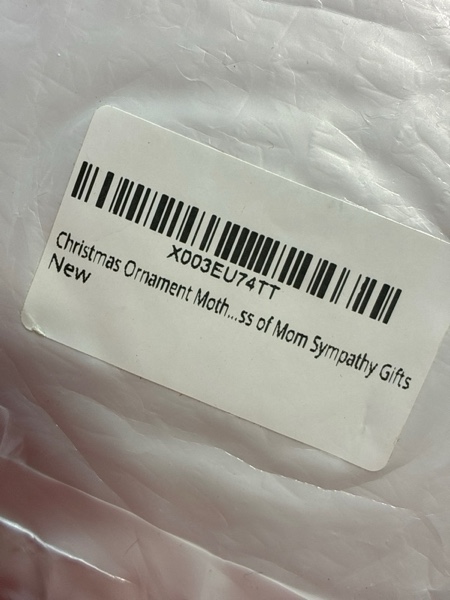 X003EU74TT
Christmas Ornament Moth...ss of Mom Sympathy Gifts
New